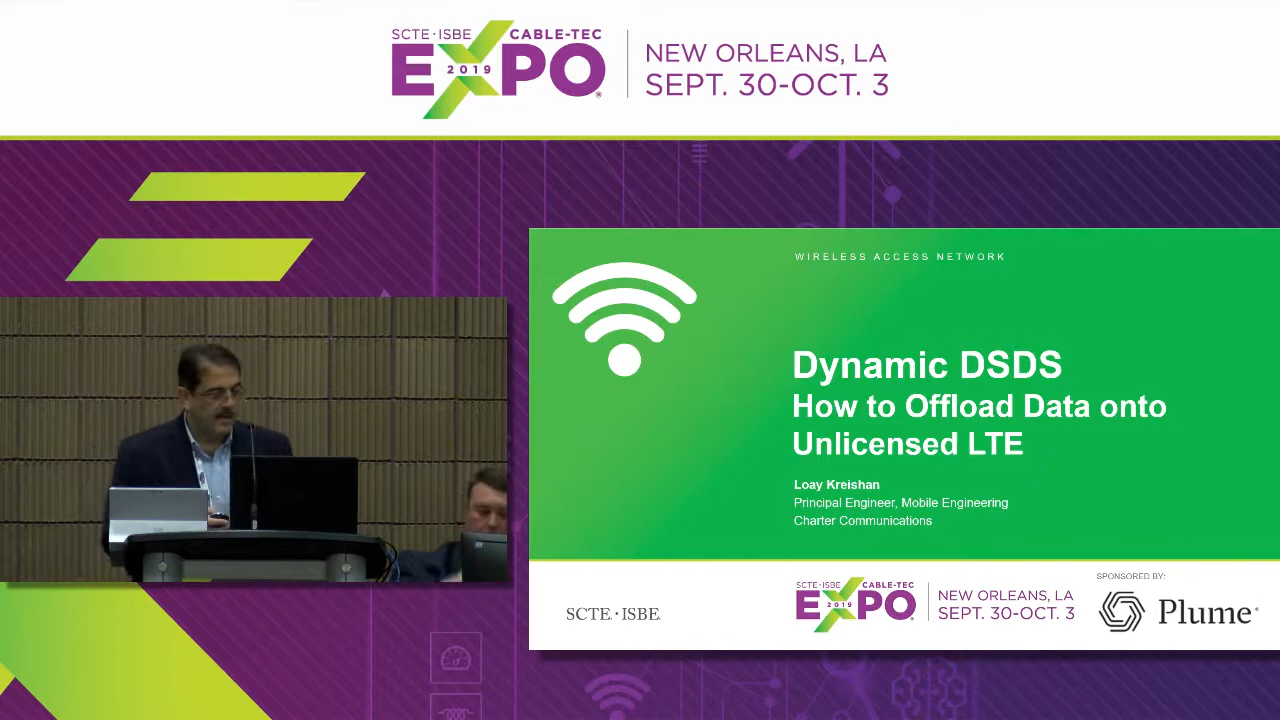 SCTE·ISBE CABLE-TEC
EXPO
2019
NEW ORLEANS, LA
SEPT. 30-OCT. 3
WIRELESS ACCESS NETWORK
Dynamic DSDS
How to Offload Data onto
Unlicensed LTE
Loay Kreishan
Principal Engineer, Mobile Engineering
Charter Communications
SCTE·ISBE
SCTE·ISBE CABLE-TEC
EXPO
2019
NEW ORLEANS, LA
SEPT. 30-OCT. 3
SPONSORED BY:
Plume